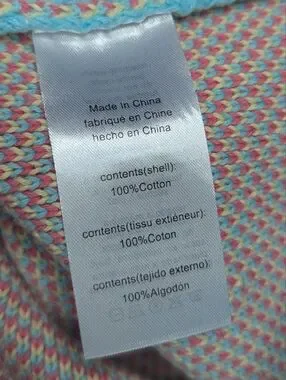 Made In China
fabriqué en Chine
hecho en China
contents(shell):
100%Cotton
contents(tissu extiéneur):
100%Coton
contents(tejido externo):
100%Algodon